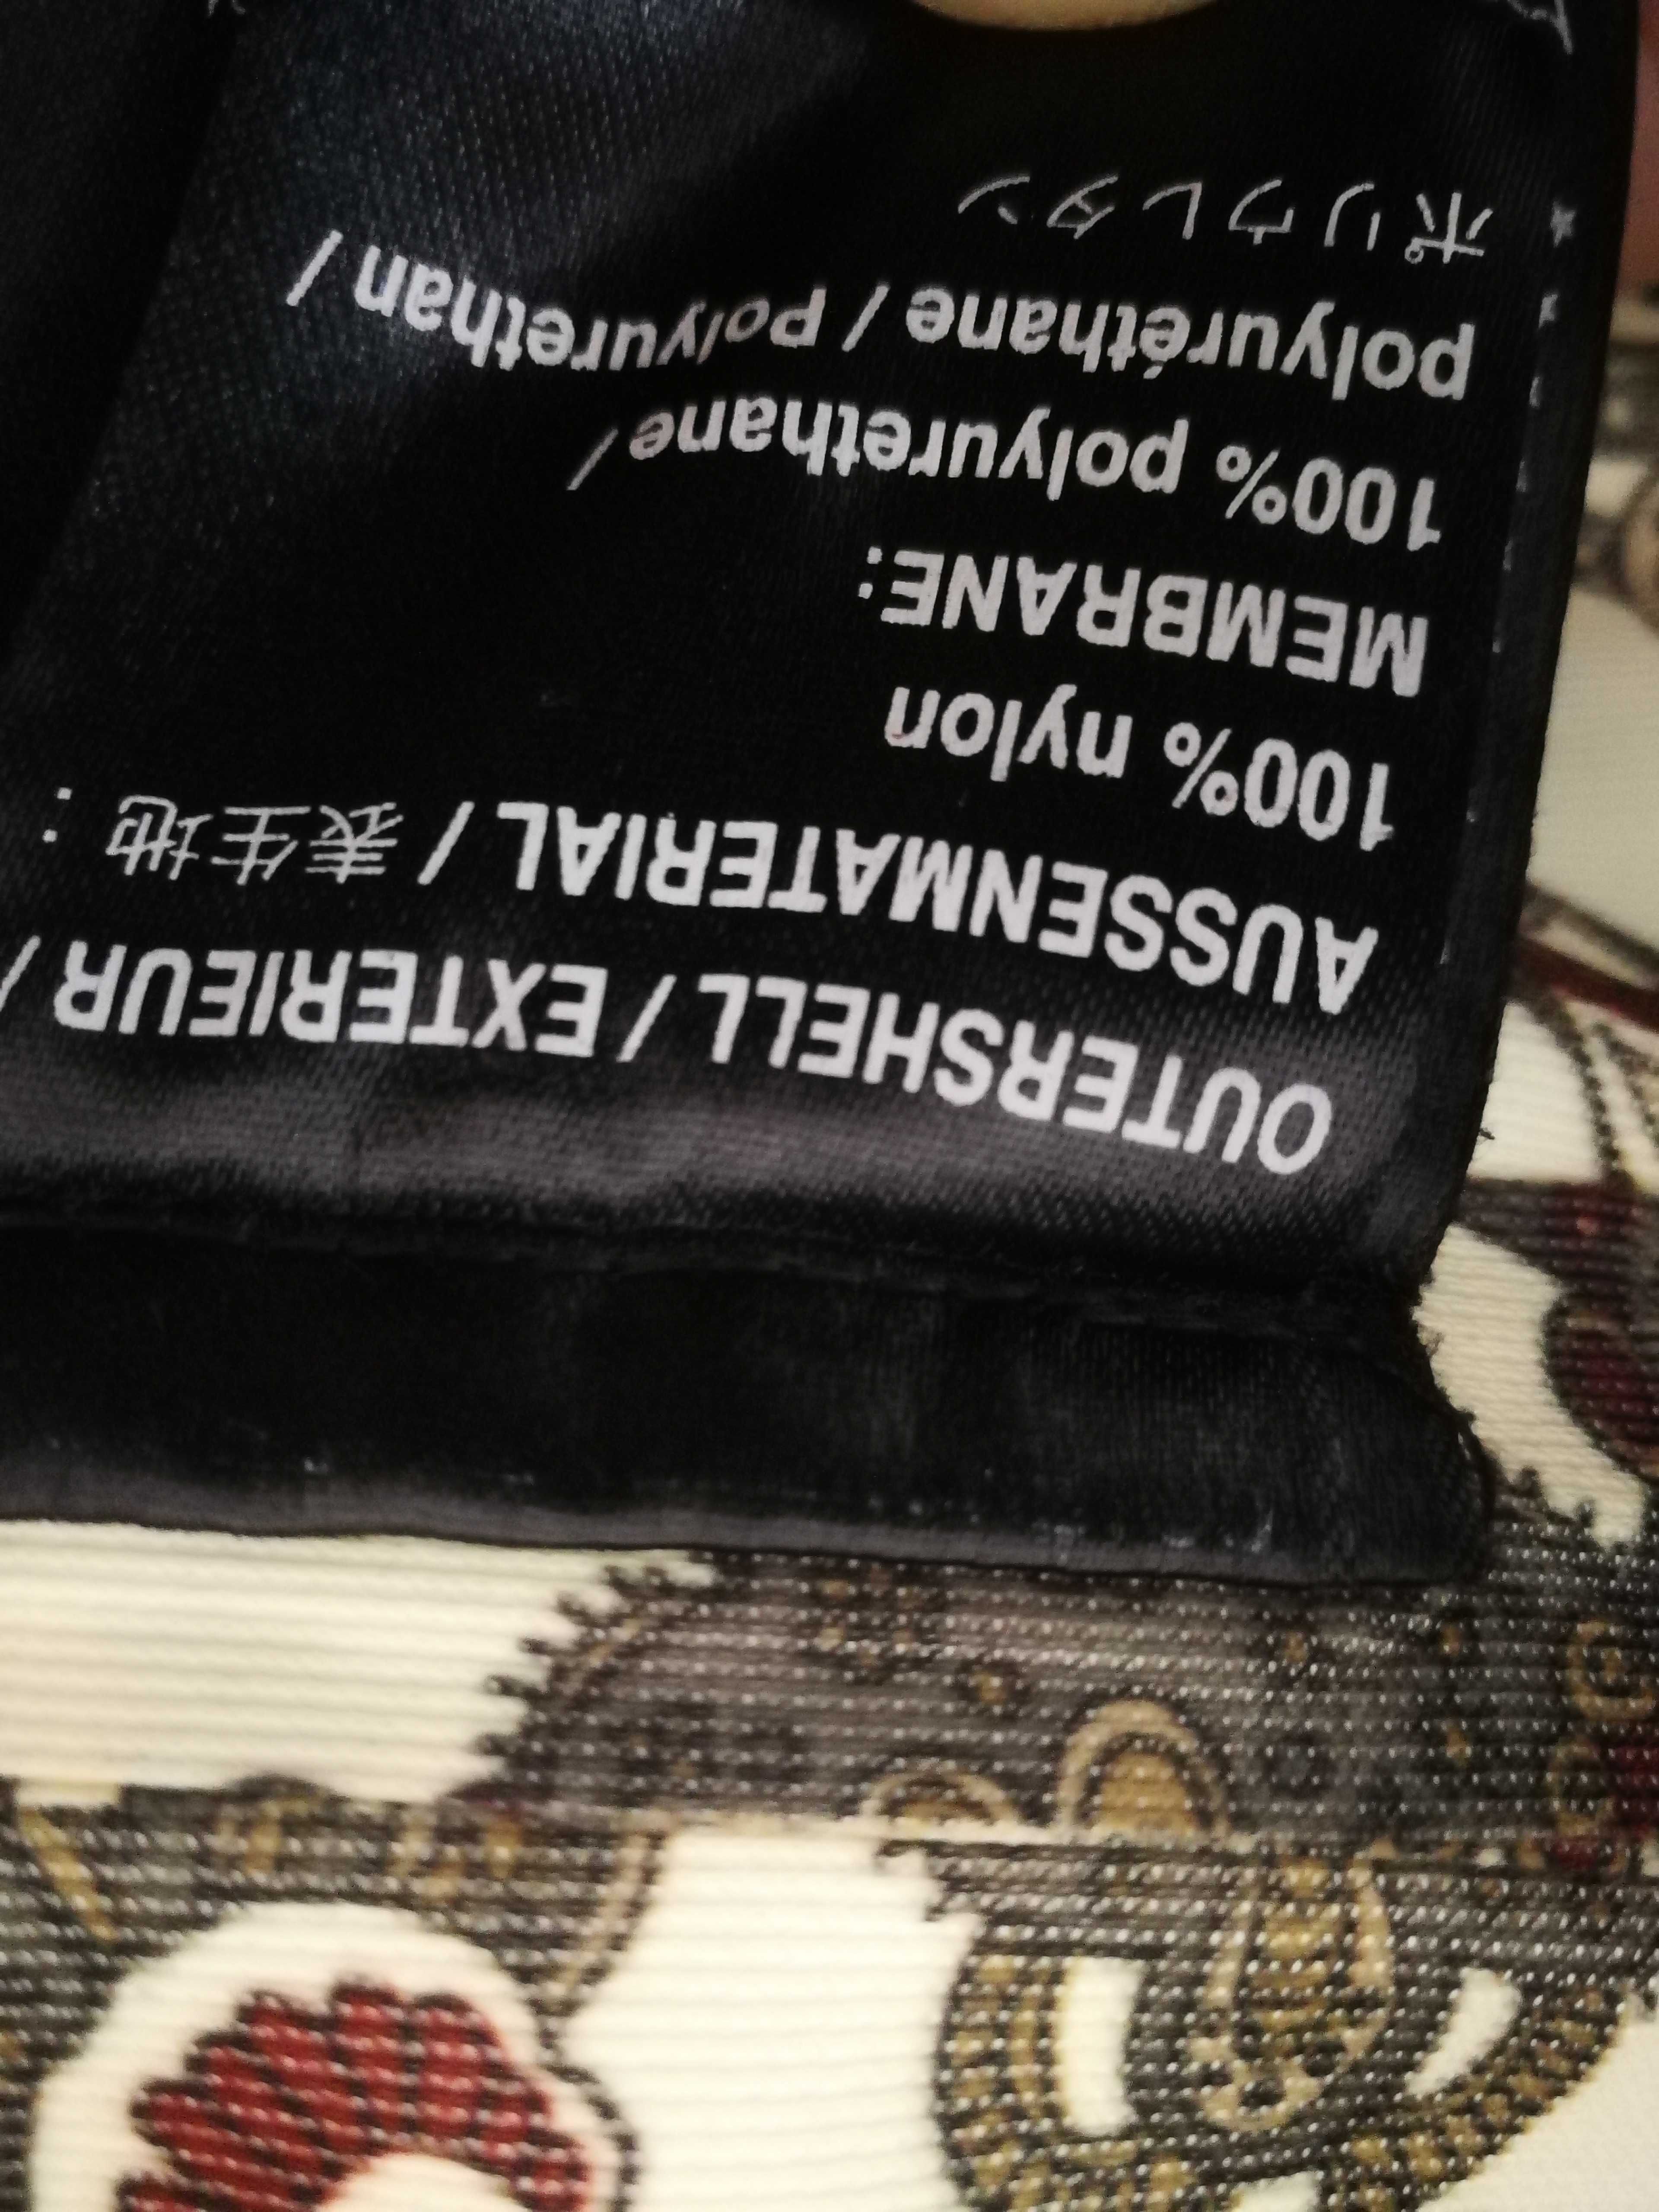 OUTERSHELL / EXTERIEUR /
AUSSENMATERIAL / 表生地 :
100% nylon
MEMBRANE:
100% polyurethane /
polyuréthane / Polyurethan /
ポリウレタン